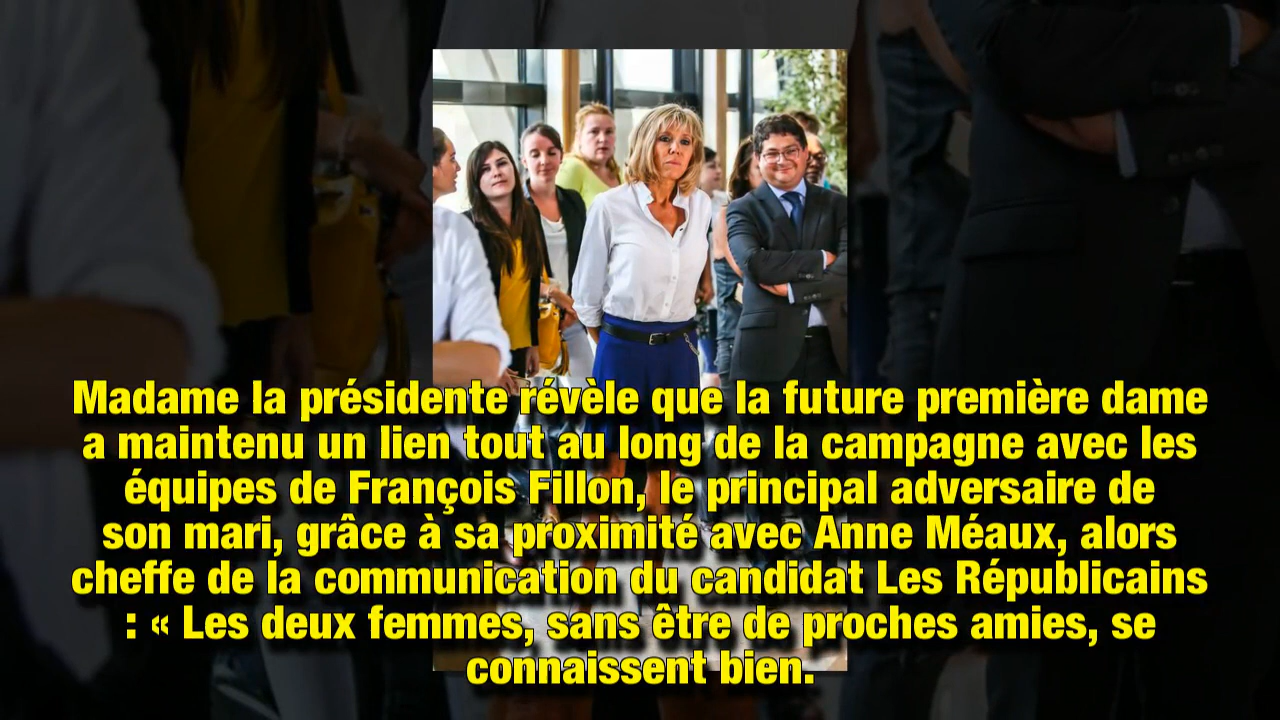 Madame la présidente révèle que la future première dame
a maintenu un lien tout au long de la campagne avec les
équipes de François Fillon, le principal adversaire de
son mari, grâce à sa proximité avec Anne Méaux, alors
cheffe de la communication du candidat Les Républicains
: « Les deux femmes, sans être de proches amies, se
connaissent bien.